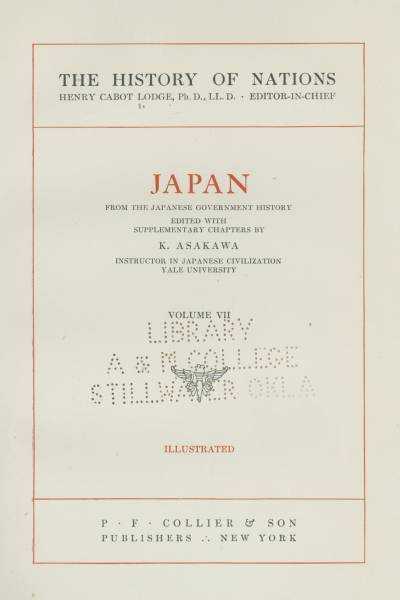 THE HISTORY OF NATIONS
HENRY CABOT LODGE, Ph. D., LL. D. · EDITOR-IN-CHIEF
JAPAN
FROM THE JAPANESE GOVERNMENT HISTORY
EDITED WITH
SUPPLEMENTARY CHAPTERS BY
K. ASAKAWA
INSTRUCTOR IN JAPANESE CIVILIZATION
YALE UNIVERSITY
VOLUME VII
LIBRARY
A & M COLLEGE
STILLWATER OKLA
ILLUSTRATED
P · F · COLLIER & SON
PUBLISHERS ∴ NEW YORK